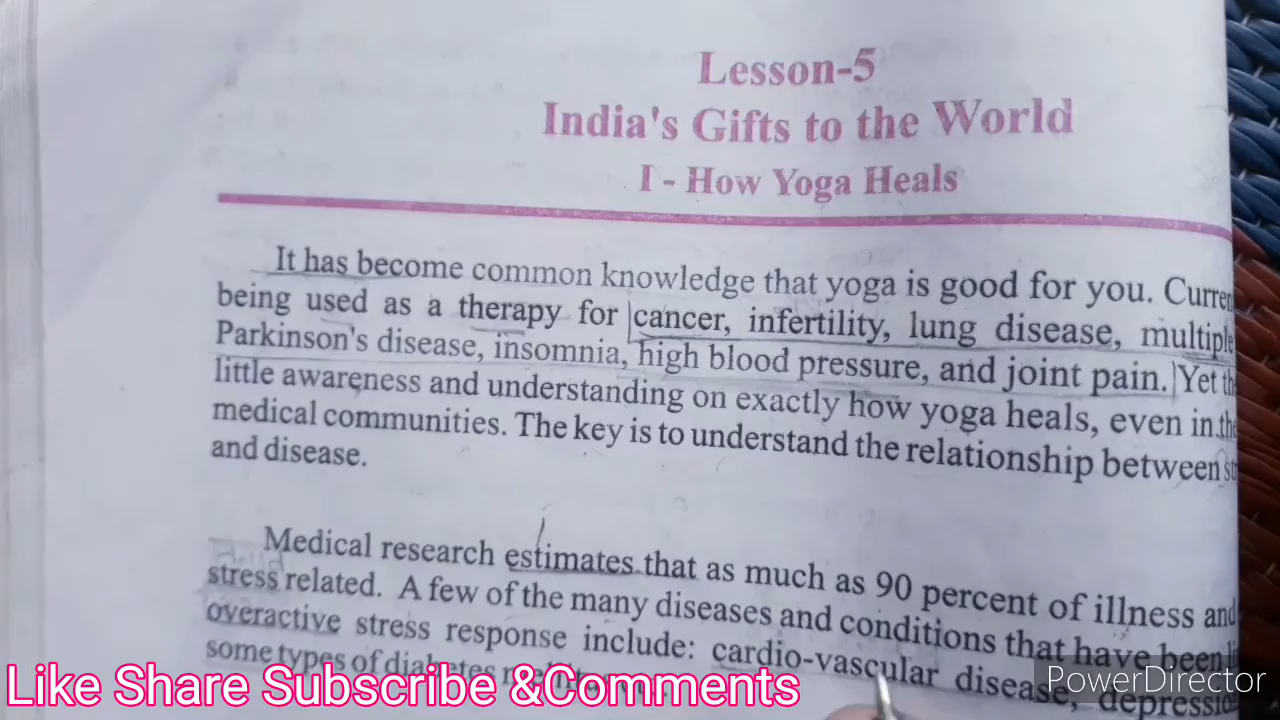 Lesson-5
India's Gifts to the World
I - How Yoga Heals
It has become common knowledge that yoga is good for you.
being used as a therapy for cancer, infertility, lung disease, multiple
Parkinson's disease, insomnia, high blood pressure, and joint pain. Yet
little awareness and understanding on exactly how yoga heals, even in
medical communities. The key is to understand the relationship between
and disease.
Medical research estimates that as much as 90 percent of illness and
stress related. A few of the many diseases and conditions that have been
overactive stress response include: cardio-vascular disease,
some types of diabetes
Like Share Subscribe &Comments
PowerDirector